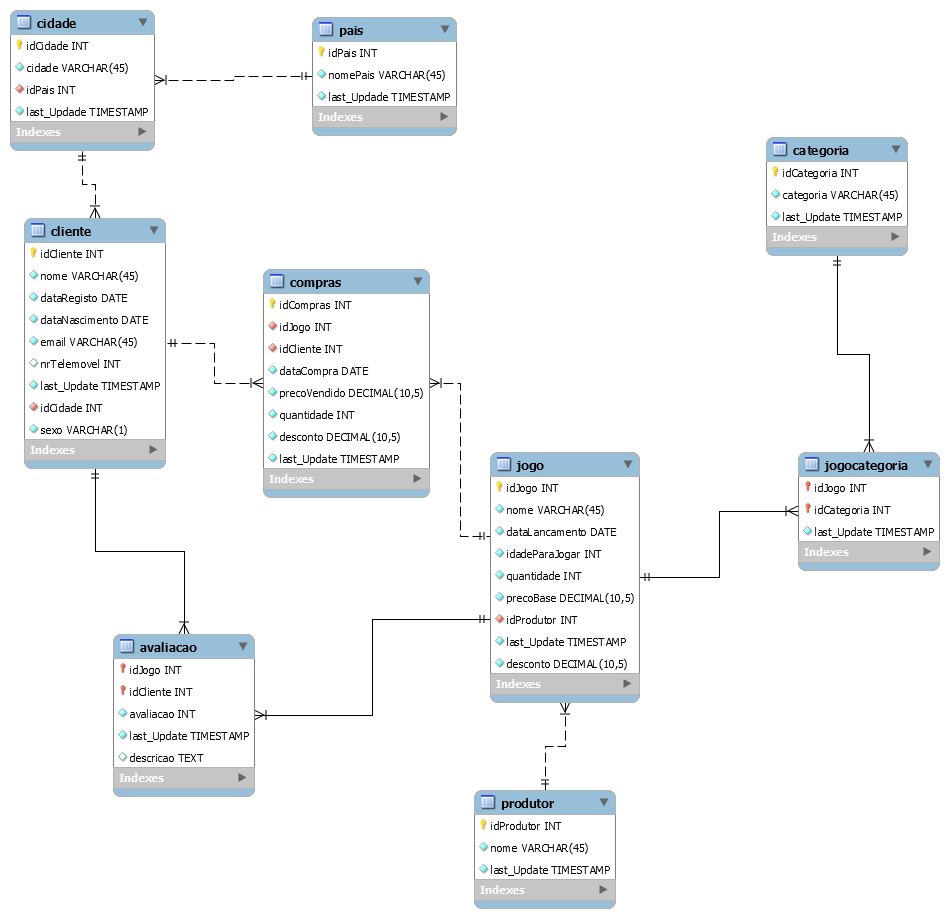 cidade
idCidade INT
cidade VARCHAR(45)
idPais INT
last_Updade TIMESTAMP
Indexes
pais
idPais INT
nomePais VARCHAR(45)
last_Updade TIMESTAMP
Indexes
categoria
idCategoria INT
categoria VARCHAR(45)
last_Update TIMESTAMP
Indexes
cliente
idCliente INT
nome VARCHAR(45)
dataRegisto DATE
dataNascimento DATE
email VARCHAR(45)
nrTelemovel INT
last_Update TIMESTAMP
idCidade INT
sexo VARCHAR(1)
Indexes
compras
idCompras INT
idJogo INT
idCliente INT
dataCompra DATE
precoVendido DECIMAL(10,5)
quantidade INT
desconto DECIMAL(10,5)
last_Update TIMESTAMP
Indexes
jogo
idJogo INT
nome VARCHAR(45)
dataLancamento DATE
idadeParaJogar INT
quantidade INT
precoBase DECIMAL(10,5)
idProdutor INT
last_Update TIMESTAMP
desconto DECIMAL(10,5)
Indexes
jogocategoria
idJogo INT
idCategoria INT
last_Update TIMESTAMP
Indexes
avaliacao
idJogo INT
idCliente INT
avaliacao INT
last_Update TIMESTAMP
descricao TEXT
Indexes
produtor
idProdutor INT
nome VARCHAR(45)
last_Update TIMESTAMP
Indexes